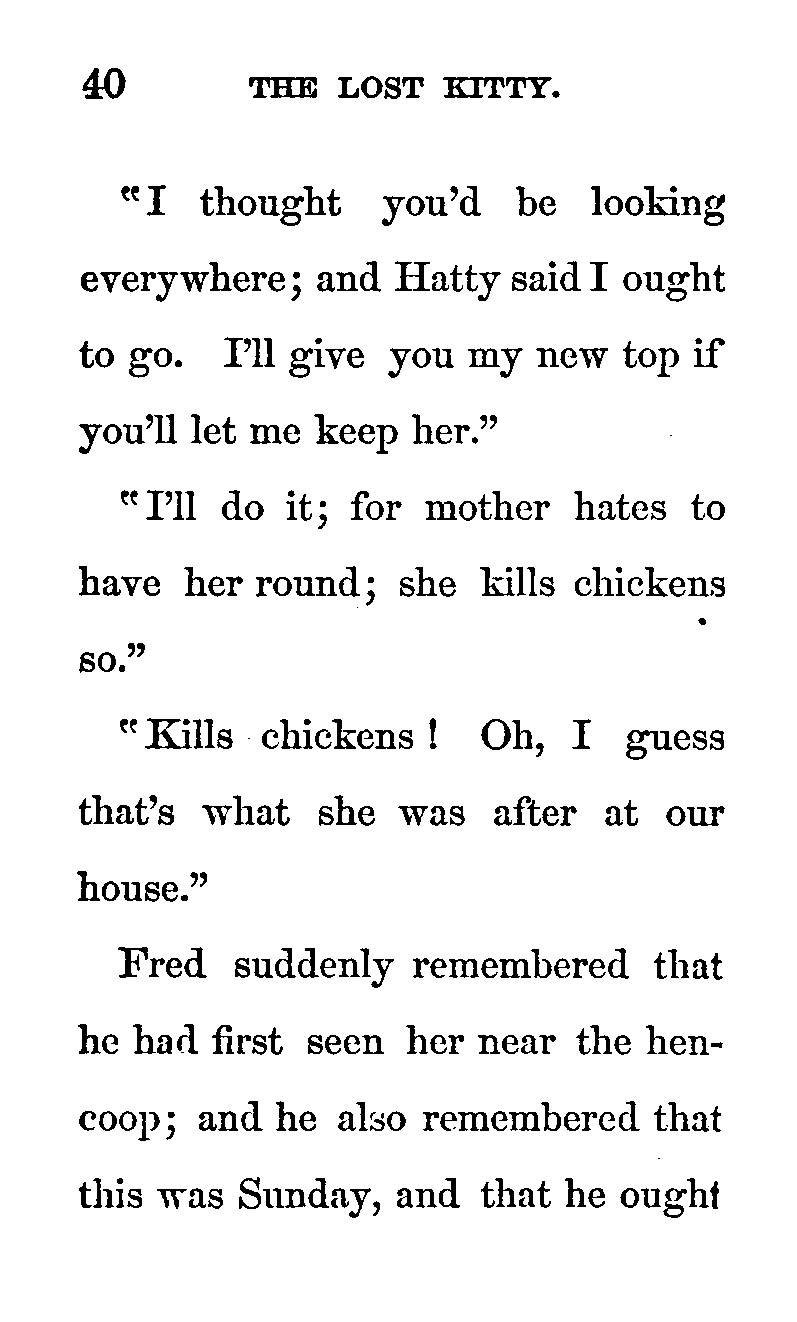 40 THE LOST KITTY.
"I thought you'd be looking
everywhere; and Hatty said I ought
to go. I'll give you my new top if
you'll let me keep her."
"I'll do it; for mother hates to
have her round; she kills chickens
so."
"Kills chickens! Oh, I guess
that's what she was after at our
house."
Fred suddenly remembered that
he had first seen her near the hen-
coop; and he also remembered that
this was Sunday, and that he ought